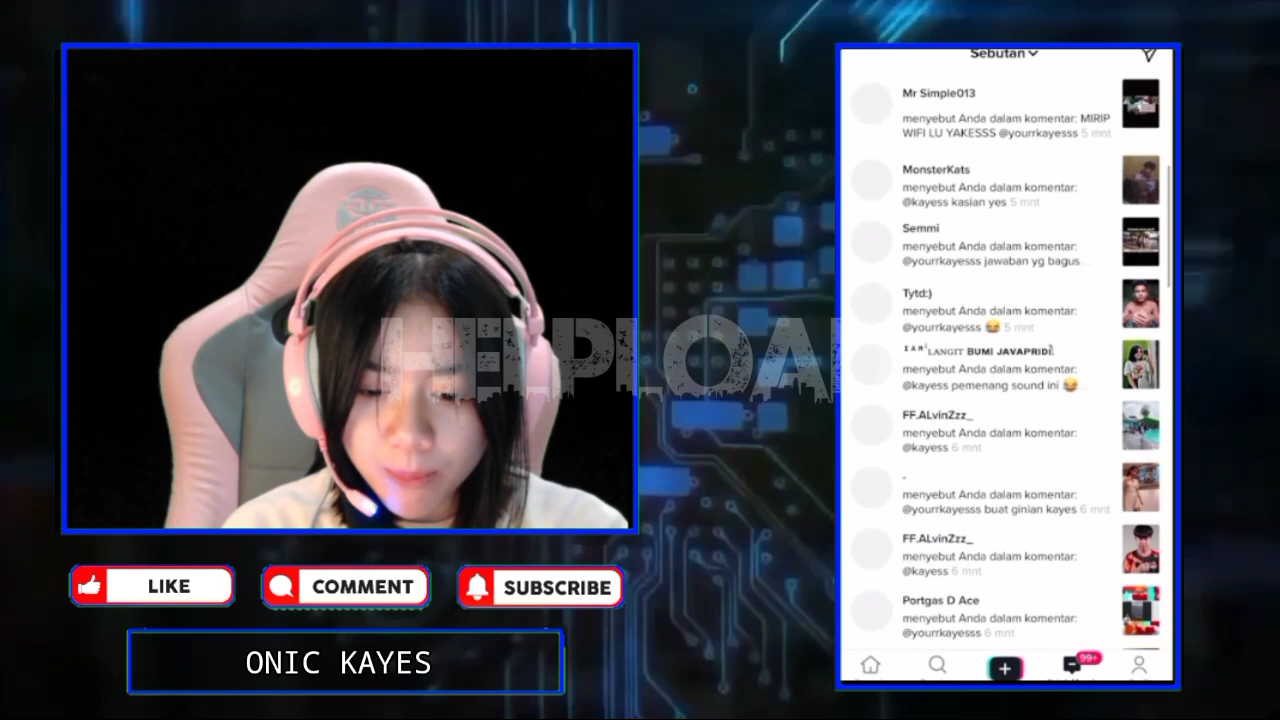 Sebutan
Mr Simple013
menyebut Anda dalam komentar: MIRIP
WIFI LU YAKESSS @yourrkayesss 5 mnt
MonsterKats
menyebut Anda dalam komentar:
@kayess kasian yes 5 mnt
Semmi
menyebut Anda dalam komentar:
@yourrkayesss jawaban yg bagus
Tytd:)
menyebut Anda dalam komentar:
@yourrkayesss 😂 5 mnt
HELPLOA
LANGIT BUMI JAVAPRIDE
menyebut Anda dalam komentar:
@kayess pemenang sound ini 😂
FF.ALvinZzz_
menyebut Anda dalam komentar:
@kayess 6 mnt
-
menyebut Anda dalam komentar:
@yourrkayesss buat ginian kayes 6 mnt
FF.ALvinZzz_
menyebut Anda dalam komentar:
@kayess 6 mnt
Portgas D Ace
menyebut Anda dalam komentar:
@yourrkayesss 6 mnt
99+
LIKE
COMMENT
SUBSCRIBE
ONIC KAYES